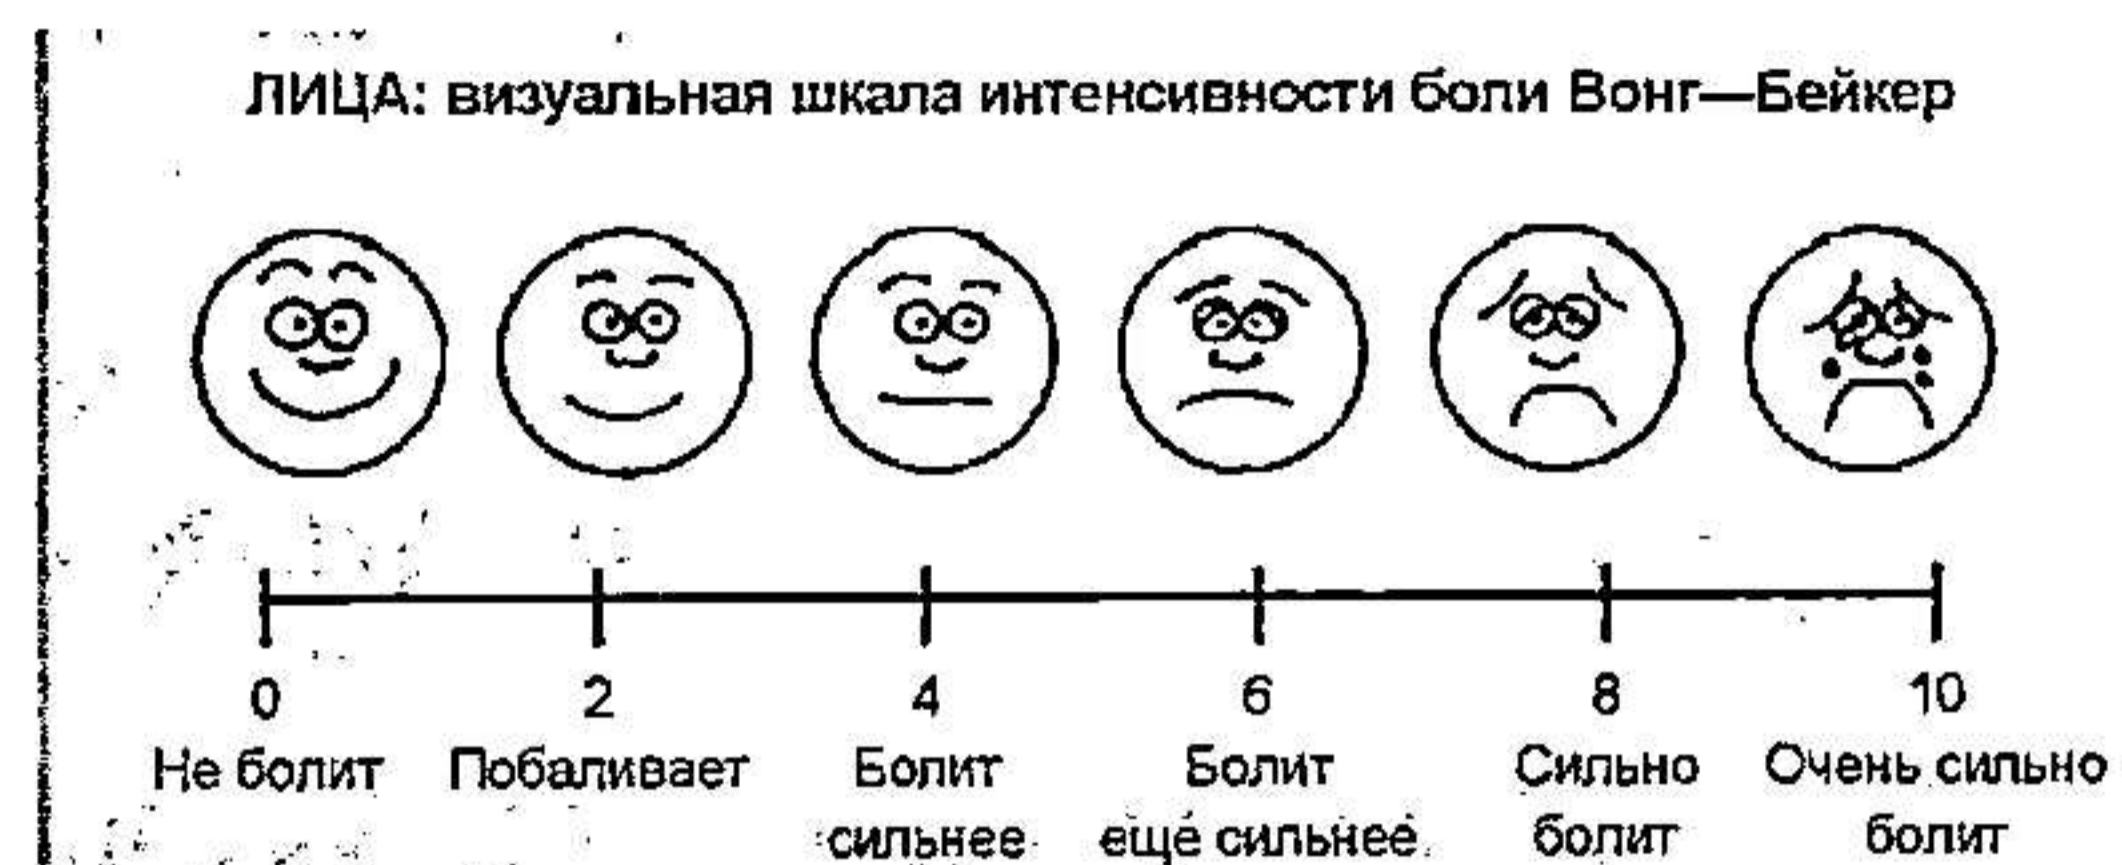 ЛИЦА: визуальная шкала интенсивности боли Вонг—Бейкер
0 2 4 6 8 10
Не болит Побаливает Болит Болит Сильно Очень сильно
сильнее ещё сильнее болит болит